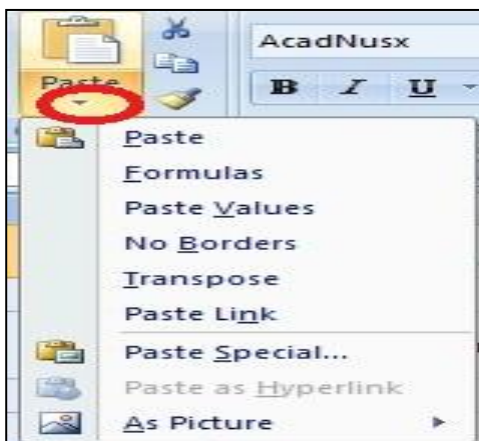 AcadNusx
Paste
B I U
Paste
Formulas
Paste Values
No Borders
Transpose
Paste Link
Paste Special...
Paste as Hyperlink
As Picture